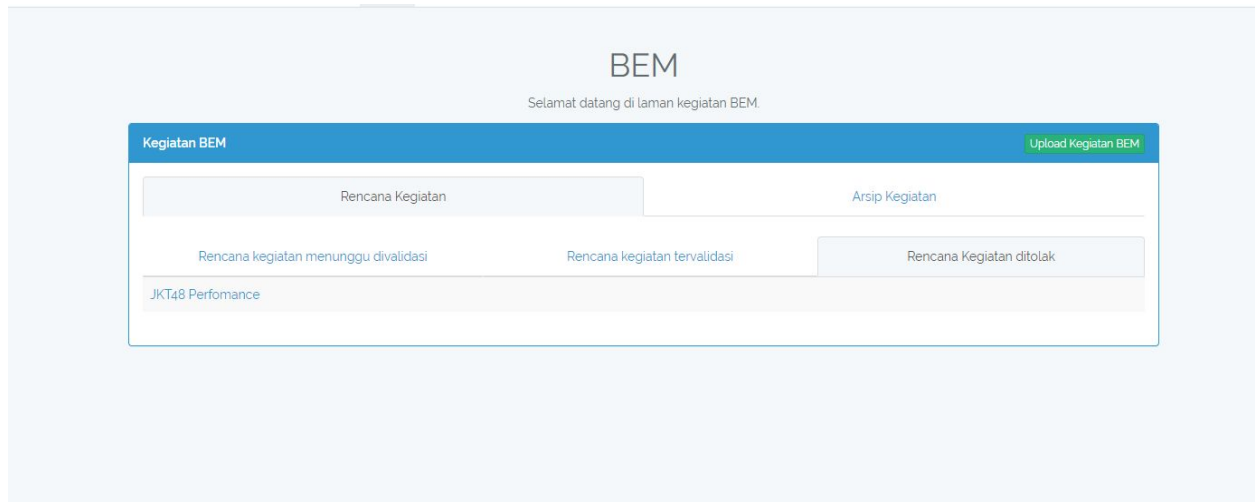 BEM
Selamat datang di laman kegiatan BEM.
Kegiatan BEM
Upload Kegiatan BEM
Rencana Kegiatan
Arsip Kegiatan
Rencana kegiatan menunggu divalidasi
Rencana kegiatan tervalidasi
Rencana Kegiatan ditolak
JKT48 Perfomance